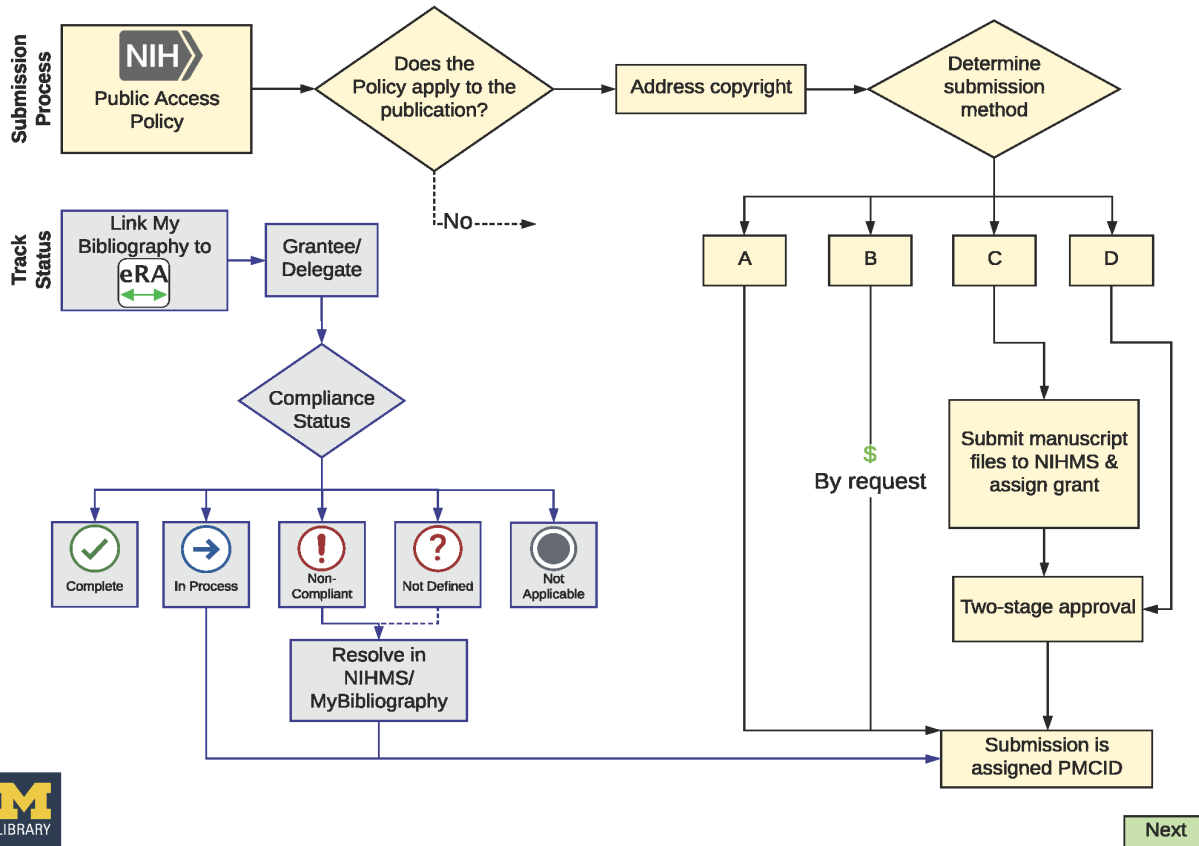 Submission
Process
NIH
Public Access
Policy
Does the
Policy apply to the
publication?
No
Address copyright
Determine
submission
method
A
B
C
D
$
By request
Submit manuscript
files to NIHMS &
assign grant
Two-stage approval
Submission is
assigned PMCID
Track
Status
Link My
Bibliography to
eRA
Grantee/
Delegate
Compliance
Status
Complete
In Process
!
Non-
Compliant
?
Not Defined
Not
Applicable
Resolve in
NIHMS/
MyBibliography
M
LIBRARY
Next